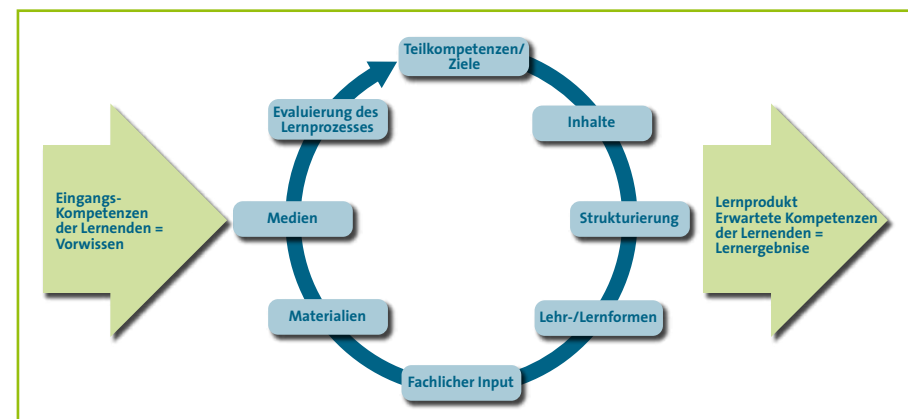 Teilkompetenzen/
Ziele
Evaluierung des
Lernprozesses
Inhalte
Eingangs-
Kompetenzen
der Lernenden =
Vorwissen
Medien
Strukturierung
Lernprodukt
Erwartete Kompetenzen
der Lernenden =
Lernergebnise
Materialien
Lehr-/Lernformen
Fachlicher Input